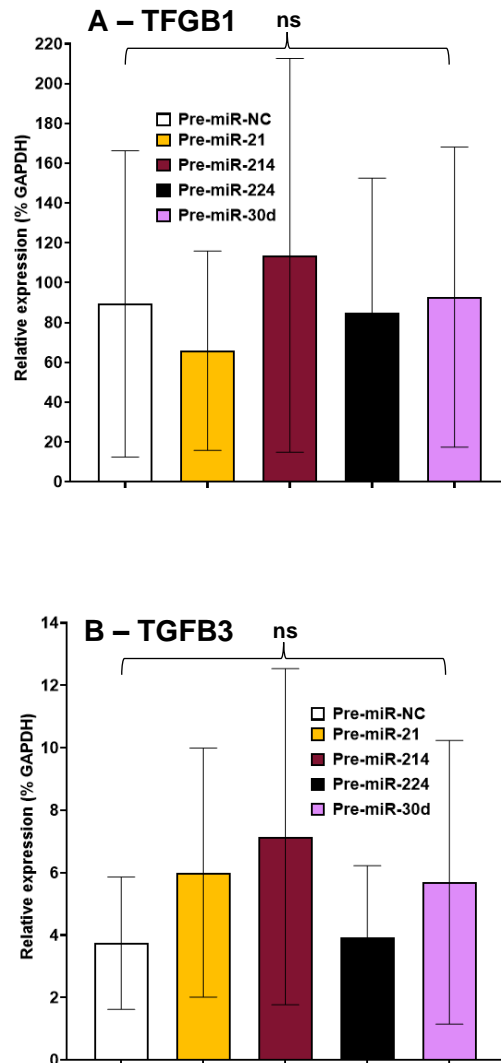 A – TFGB1
ns
Relative expression (% GAPDH)
220
200
180
160
140
120
100
80
60
40
20
0
Pre-miR-NC
Pre-miR-21
Pre-miR-214
Pre-miR-224
Pre-miR-30d
B – TGFB3
ns
Relative expression (% GAPDH)
14
12
10
8
6
4
2
0
Pre-miR-NC
Pre-miR-21
Pre-miR-214
Pre-miR-224
Pre-miR-30d